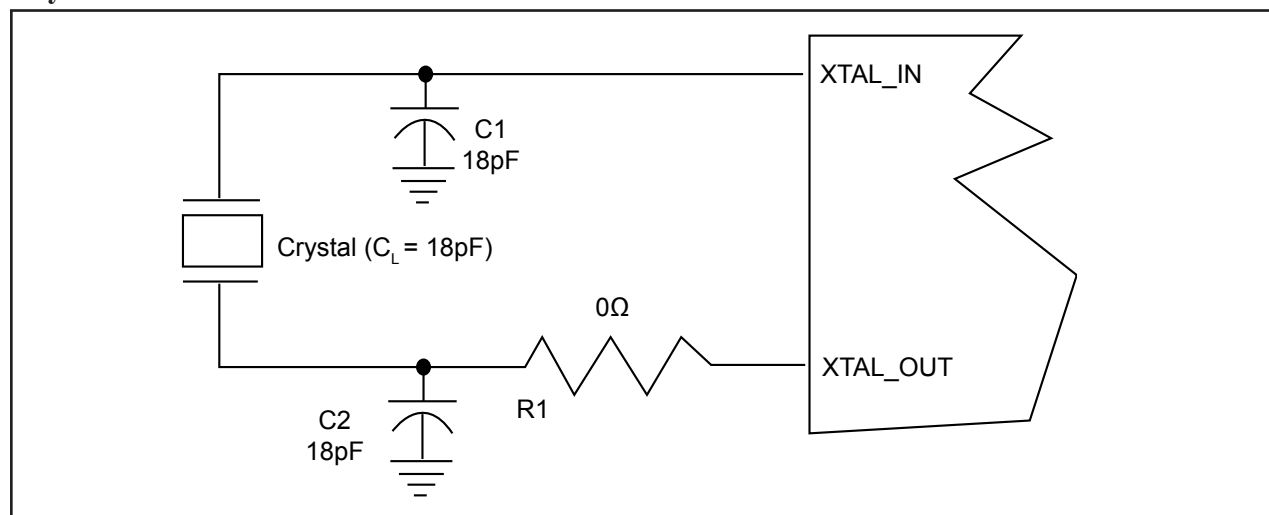 XTAL_IN
C1
18pF
Crystal (C_L = 18pF)
0Ω
XTAL_OUT
R1
C2
18pF